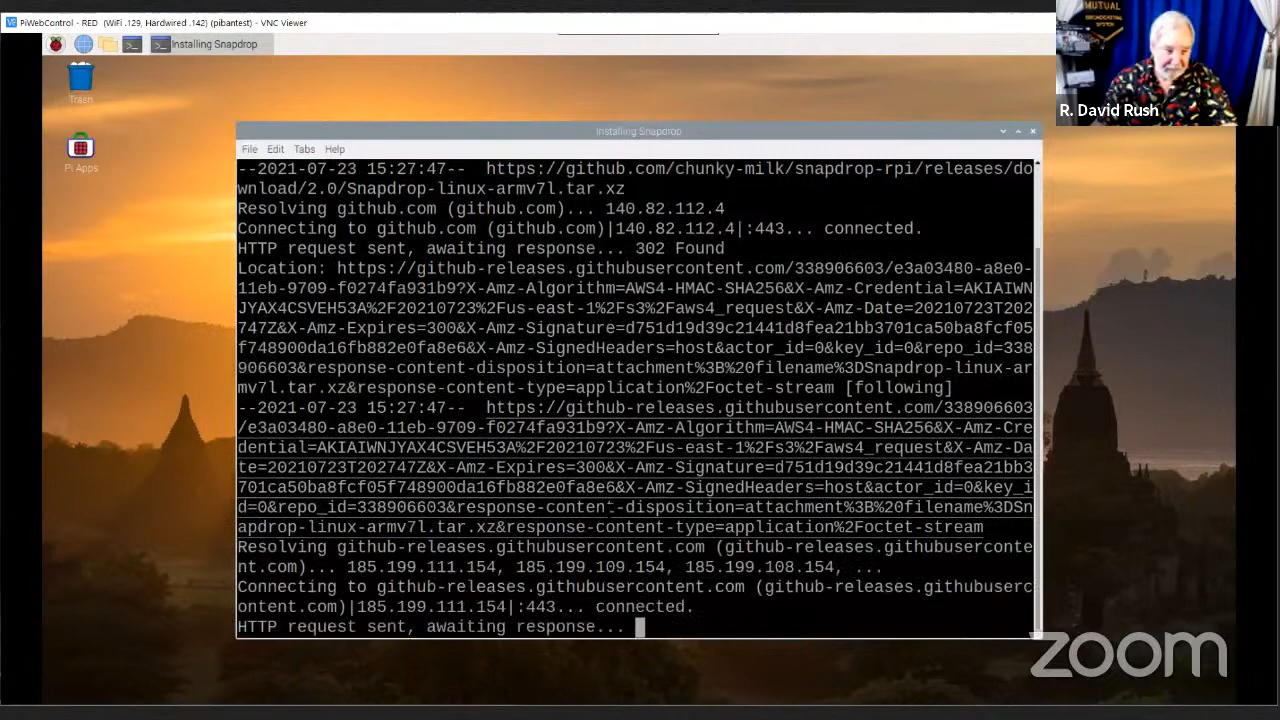 PiWebControl - RED (WiFi .129, Hardwired .142) (pibantest) - VNC Viewer
Installing Snapdrop
Trash
Pi Apps
MUTUAL
BROADCASTING
SYSTEM
R. David Rush
Installing Snapdrop
File Edit Tabs Help
--2021-07-23 15:27:47-- https://github.com/chunky-milk/snapdrop-rpi/releases/do
wnload/2.0/Snapdrop-linux-armv7l.tar.xz
Resolving github.com (github.com)... 140.82.112.4
Connecting to github.com (github.com)|140.82.112.4|:443... connected.
HTTP request sent, awaiting response... 302 Found
Location: https://github-releases.githubusercontent.com/338906603/e3a03480-a8e0-
11eb-9709-f0274fa931b9?X-Amz-Algorithm=AWS4-HMAC-SHA256&X-Amz-Credential=AKIAIWN
JYAX4CSVEH53A%2F20210723%2Fus-east-1%2Fs3%2Faws4_request&X-Amz-Date=20210723T202
747Z&X-Amz-Expires=300&X-Amz-Signature=d751d19d39c21441d8fea21bb3701ca50ba8fcf05
f748900da16fb882e0fa8e6&X-Amz-SignedHeaders=host&actor_id=0&key_id=0&repo_id=338
906603&response-content-disposition=attachment%3B%20filename%3DSnapdrop-linux-ar
mv7l.tar.xz&response-content-type=application%2Foctet-stream [following]
--2021-07-23 15:27:47-- https://github-releases.githubusercontent.com/338906603
/e3a03480-a8e0-11eb-9709-f0274fa931b9?X-Amz-Algorithm=AWS4-HMAC-SHA256&X-Amz-Cre
dential=AKIAIWNJYAX4CSVEH53A%2F20210723%2Fus-east-1%2Fs3%2Faws4_request&X-Amz-Da
te=20210723T202747Z&X-Amz-Expires=300&X-Amz-Signature=d751d19d39c21441d8fea21bb3
701ca50ba8fcf05f748900da16fb882e0fa8e6&X-Amz-SignedHeaders=host&actor_id=0&key_i
d=0&repo_id=338906603&response-content-disposition=attachment%3B%20filename%3DSn
apdrop-linux-armv7l.tar.xz&response-content-type=application%2Foctet-stream
Resolving github-releases.githubusercontent.com (github-releases.githubuserconte
nt.com)... 185.199.111.154, 185.199.109.154, 185.199.108.154, ...
Connecting to github-releases.githubusercontent.com (github-releases.githubuserc
ontent.com)|185.199.111.154|:443... connected.
HTTP request sent, awaiting response...
zoom